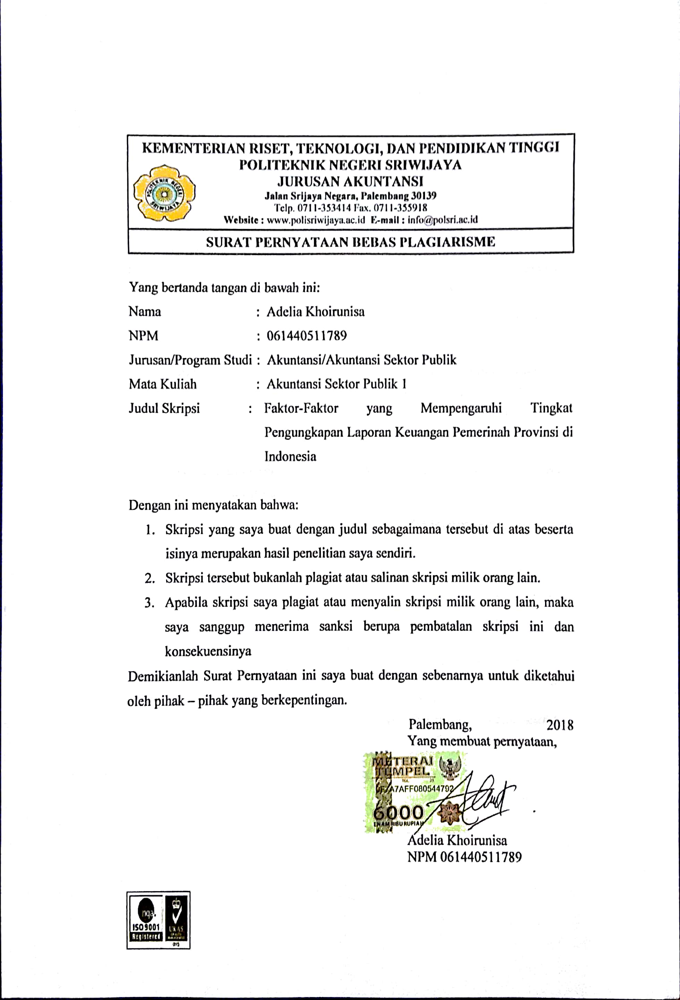 KEMENTERIAN RISET, TEKNOLOGI, DAN PENDIDIKAN TINGGI
POLITEKNIK NEGERI SRIWIJAYA
JURUSAN AKUNTANSI
Jalan Srijaya Negara, Palembang 30139
Telp. 0711-353414 Fax. 0711-355918
Website : www.polisriwijaya.ac.id E-mail : info@polsri.ac.id
POLITEKNIK NEGERI SRIWIJAYA
SURAT PERNYATAAN BEBAS PLAGIARISME
Yang bertanda tangan di bawah ini:
Nama : Adelia Khoirunisa
NPM : 061440511789
Jurusan/Program Studi : Akuntansi/Akuntansi Sektor Publik
Mata Kuliah : Akuntansi Sektor Publik 1
Judul Skripsi : Faktor-Faktor yang Mempengaruhi Tingkat
Pengungkapan Laporan Keuangan Pemerinah Provinsi di
Indonesia
Dengan ini menyatakan bahwa:
1. Skripsi yang saya buat dengan judul sebagaimana tersebut di atas beserta
isinya merupakan hasil penelitian saya sendiri.
2. Skripsi tersebut bukanlah plagiat atau salinan skripsi milik orang lain.
3. Apabila skripsi saya plagiat atau menyalin skripsi milik orang lain, maka
saya sanggup menerima sanksi berupa pembatalan skripsi ini dan
konsekuensinya
Demikianlah Surat Pernyataan ini saya buat dengan sebenarnya untuk diketahui
oleh pihak – pihak yang berkepentingan.
Palembang, 2018
Yang membuat pernyataan,
METERAI
TEMPEL
A7AFF080544792
6000
ENAM RIBU RUPIAH
Adelia Khoirunisa
NPM 061440511789
nqa.
ISO 9001
Registered
UKAS
015